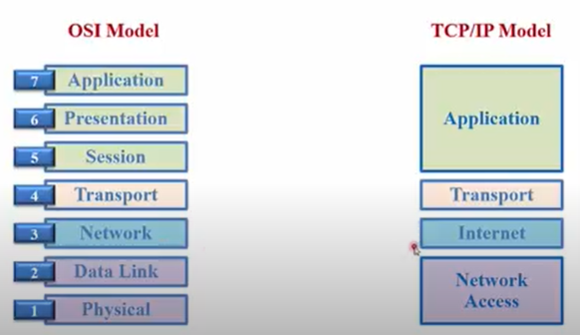 OSI Model
7 Application
6 Presentation
5 Session
4 Transport
3 Network
2 Data Link
1 Physical
TCP/IP Model
Application
Transport
Internet
Network
Access